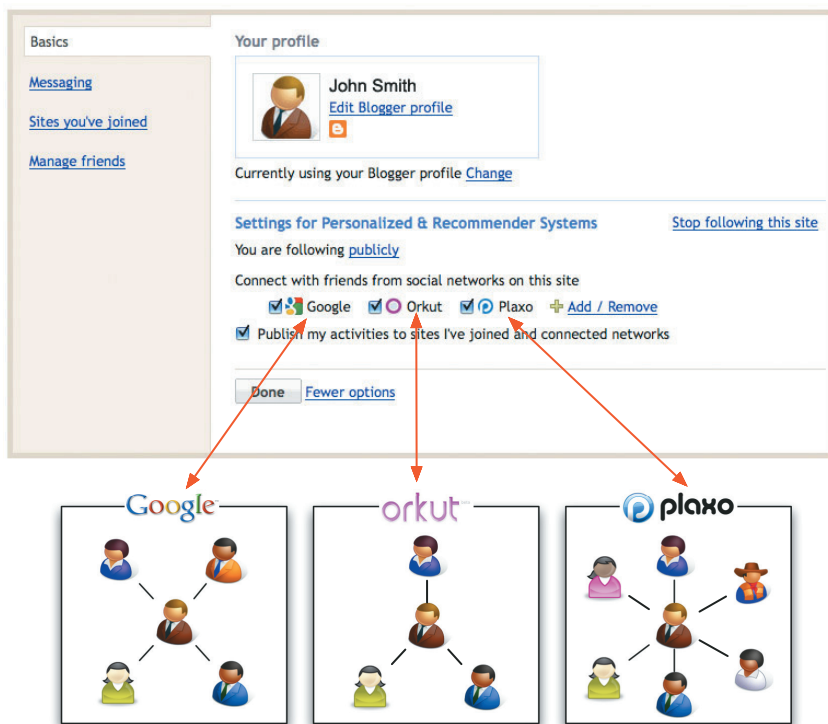 Basics
Messaging
Sites you've joined
Manage friends
Your profile
John Smith
Edit Blogger profile
Currently using your Blogger profile Change
Settings for Personalized & Recommender Systems Stop following this site
You are following publicly
Connect with friends from social networks on this site
Google Orkut Plaxo Add / Remove
Publish my activities to sites I've joined and connected networks
Done Fewer options
Google orkut plaxo